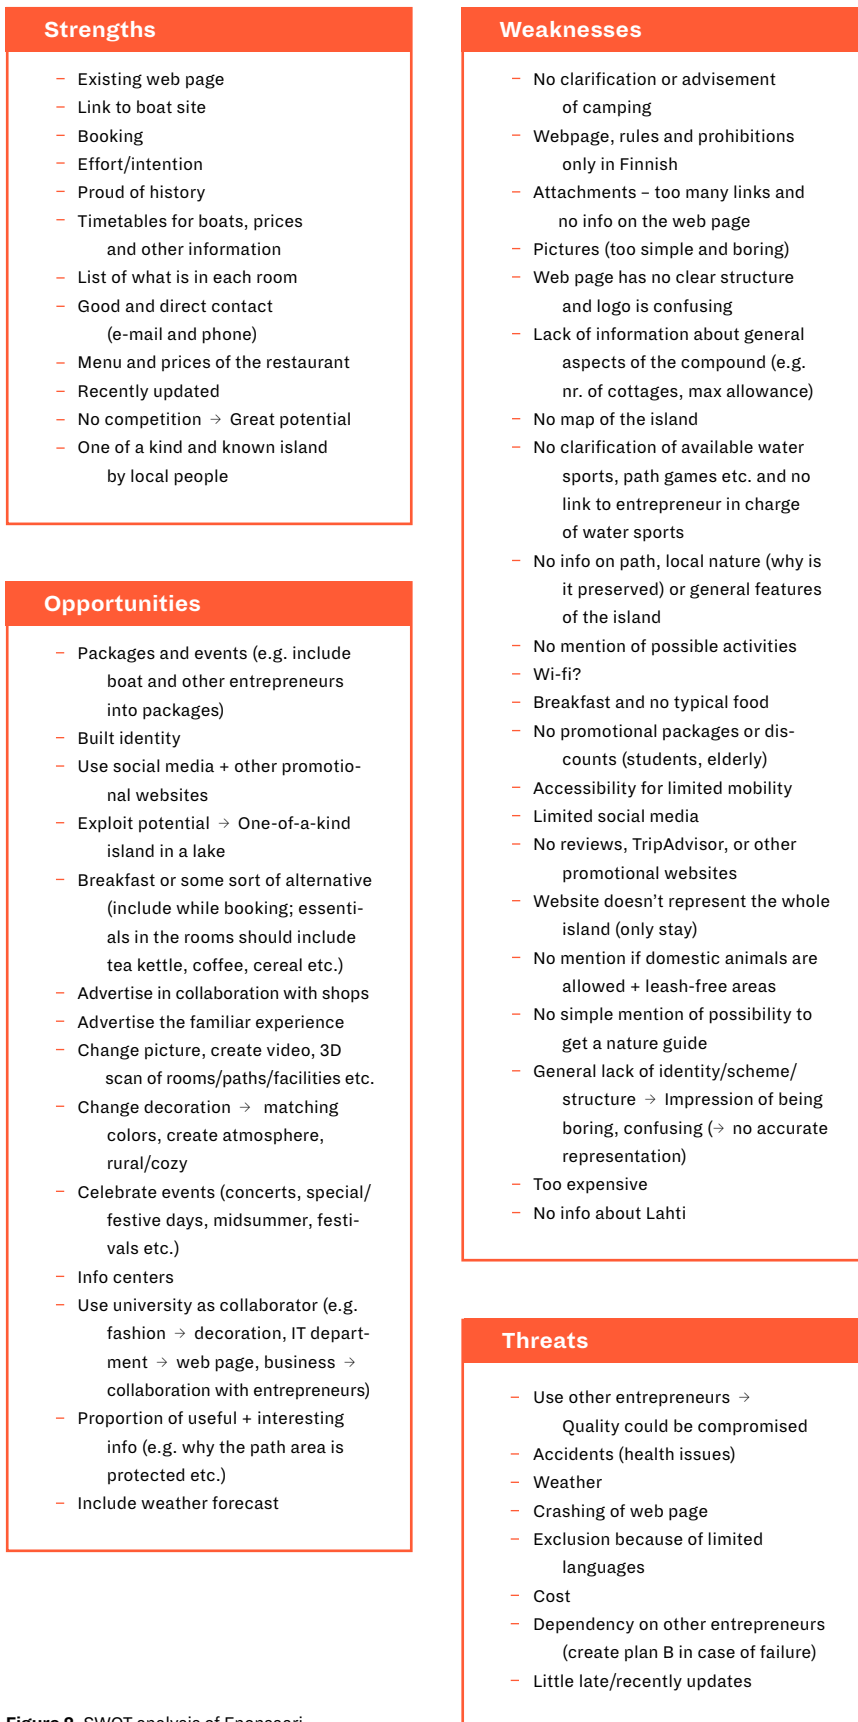 Strengths
– Existing web page
– Link to boat site
– Booking
– Effort/intention
– Proud of history
– Timetables for boats, prices
and other information
– List of what is in each room
– Good and direct contact
(e-mail and phone)
– Menu and prices of the restaurant
– Recently updated
– No competition → Great potential
– One of a kind and known island
by local people
Opportunities
– Packages and events (e.g. include
boat and other entrepreneurs
into packages)
– Built identity
– Use social media + other promotio-
nal websites
– Exploit potential → One-of-a-kind
island in a lake
– Breakfast or some sort of alternative
(include while booking; essenti-
als in the rooms should include
tea kettle, coffee, cereal etc.)
– Advertise in collaboration with shops
– Advertise the familiar experience
– Change picture, create video, 3D
scan of rooms/paths/facilities etc.
– Change decoration → matching
colors, create atmosphere,
rural/cozy
– Celebrate events (concerts, special/
festive days, midsummer, festi-
vals etc.)
– Info centers
– Use university as collaborator (e.g.
fashion → decoration, IT depart-
ment → web page, business →
collaboration with entrepreneurs)
– Proportion of useful + interesting
info (e.g. why the path area is
protected etc.)
– Include weather forecast
Weaknesses
– No clarification or advisement
of camping
– Webpage, rules and prohibitions
only in Finnish
– Attachments – too many links and
no info on the web page
– Pictures (too simple and boring)
– Web page has no clear structure
and logo is confusing
– Lack of information about general
aspects of the compound (e.g.
nr. of cottages, max allowance)
– No map of the island
– No clarification of available water
sports, path games etc. and no
link to entrepreneur in charge
of water sports
– No info on path, local nature (why is
it preserved) or general features
of the island
– No mention of possible activities
– Wi-fi?
– Breakfast and no typical food
– No promotional packages or dis-
counts (students, elderly)
– Accessibility for limited mobility
– Limited social media
– No reviews, TripAdvisor, or other
promotional websites
– Website doesn’t represent the whole
island (only stay)
– No mention if domestic animals are
allowed + leash-free areas
– No simple mention of possibility to
get a nature guide
– General lack of identity/scheme/
structure → Impression of being
boring, confusing (→ no accurate
representation)
– Too expensive
– No info about Lahti
Threats
– Use other entrepreneurs →
Quality could be compromised
– Accidents (health issues)
– Weather
– Crashing of web page
– Exclusion because of limited
languages
– Cost
– Dependency on other entrepreneurs
(create plan B in case of failure)
– Little late/recently updates
SWOT analysis of